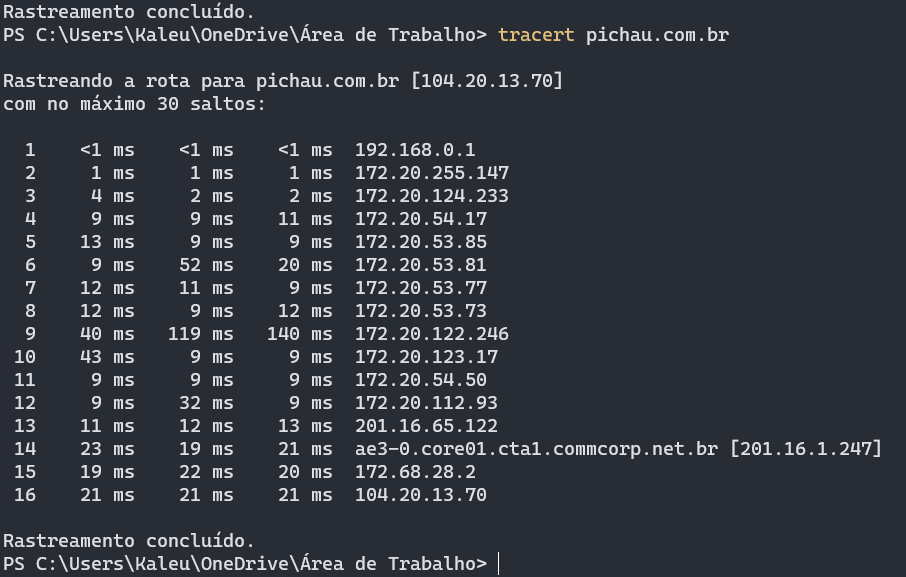 Rastreamento concluído.
PS C:\Users\Kaleu\OneDrive\Área de Trabalho> tracert pichau.com.br
Rastreando a rota para pichau.com.br [104.20.13.70]
com no máximo 30 saltos:
1 <1 ms <1 ms <1 ms 192.168.0.1
2 1 ms 1 ms 1 ms 172.20.255.147
3 4 ms 2 ms 2 ms 172.20.124.233
4 9 ms 9 ms 11 ms 172.20.54.17
5 13 ms 9 ms 9 ms 172.20.53.85
6 9 ms 52 ms 20 ms 172.20.53.81
7 12 ms 11 ms 9 ms 172.20.53.77
8 12 ms 9 ms 12 ms 172.20.53.73
9 40 ms 119 ms 140 ms 172.20.122.246
10 43 ms 9 ms 9 ms 172.20.123.17
11 9 ms 9 ms 9 ms 172.20.54.50
12 9 ms 32 ms 9 ms 172.20.112.93
13 11 ms 12 ms 13 ms 201.16.65.122
14 23 ms 19 ms 21 ms ae3-0.core01.cta1.commcorp.net.br [201.16.1.247]
15 19 ms 22 ms 20 ms 172.68.28.2
16 21 ms 21 ms 21 ms 104.20.13.70
Rastreamento concluído.
PS C:\Users\Kaleu\OneDrive\Área de Trabalho>